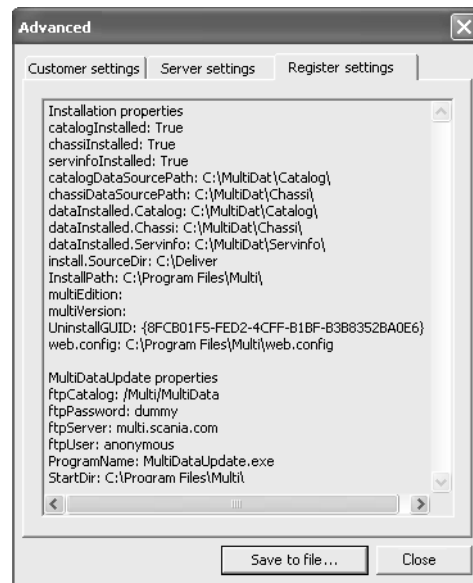 Advanced
Customer settings Server settings Register settings
Installation properties
catalogInstalled: True
chassiInstalled: True
servinfoInstalled: True
catalogDataSourcePath: C:\MultiDat\Catalog\
chassiDataSourcePath: C:\MultiDat\Chassi\
dataInstalled.Catalog: C:\MultiDat\Catalog\
dataInstalled.Chassi: C:\MultiDat\Chassi\
dataInstalled.Servinfo: C:\MultiDat\Servinfo\
install.SourceDir: C:\Deliver
InstallPath: C:\Program Files\Multi\
multiEdition:
multiVersion:
UninstallGUID: {8FCB01F5-FED2-4CFF-B1BF-B3B8352BA0E6}
web.config: C:\Program Files\Multi\web.config
MultiDataUpdate properties
ftpCatalog: /Multi/MultiData
ftpPassword: dummy
ftpServer: multi.scania.com
ftpUser: anonymous
ProgramName: MultiDataUpdate.exe
StartDir: C:\Program Files\Multi\
Save to file... Close